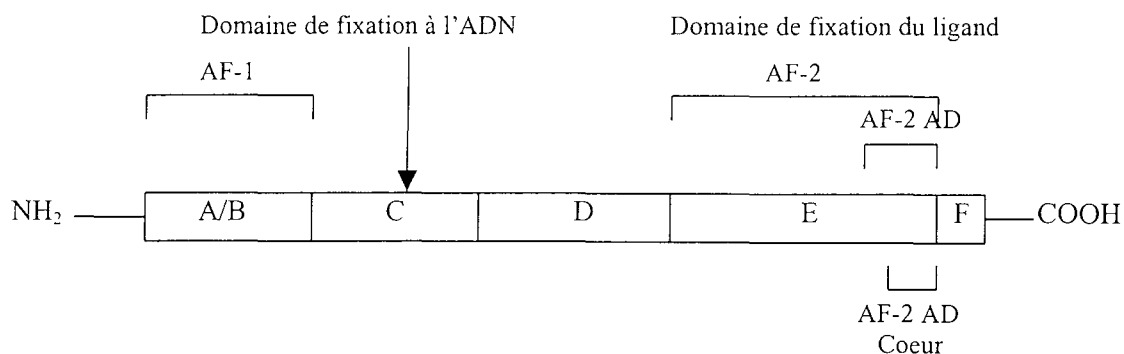 Domaine de fixation à l'ADN Domaine de fixation du ligand
AF-1 AF-2
AF-2 AD
NH₂ A/B C D E F COOH
AF-2 AD
Coeur